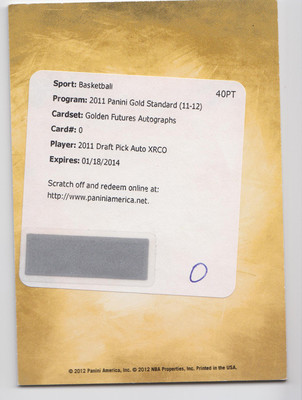 40PT
Sport: Basketball
Program: 2011 Panini Gold Standard (11-12)
Cardset: Golden Futures Autographs
Card#: 0
Player: 2011 Draft Pick Auto XRCO
Expires: 01/18/2014
Scratch off and redeem online at:
http://www.paniniamerica.net.
0
© 2012 Panini America, Inc. © 2012 NBA Properties, Inc. Printed in the USA.